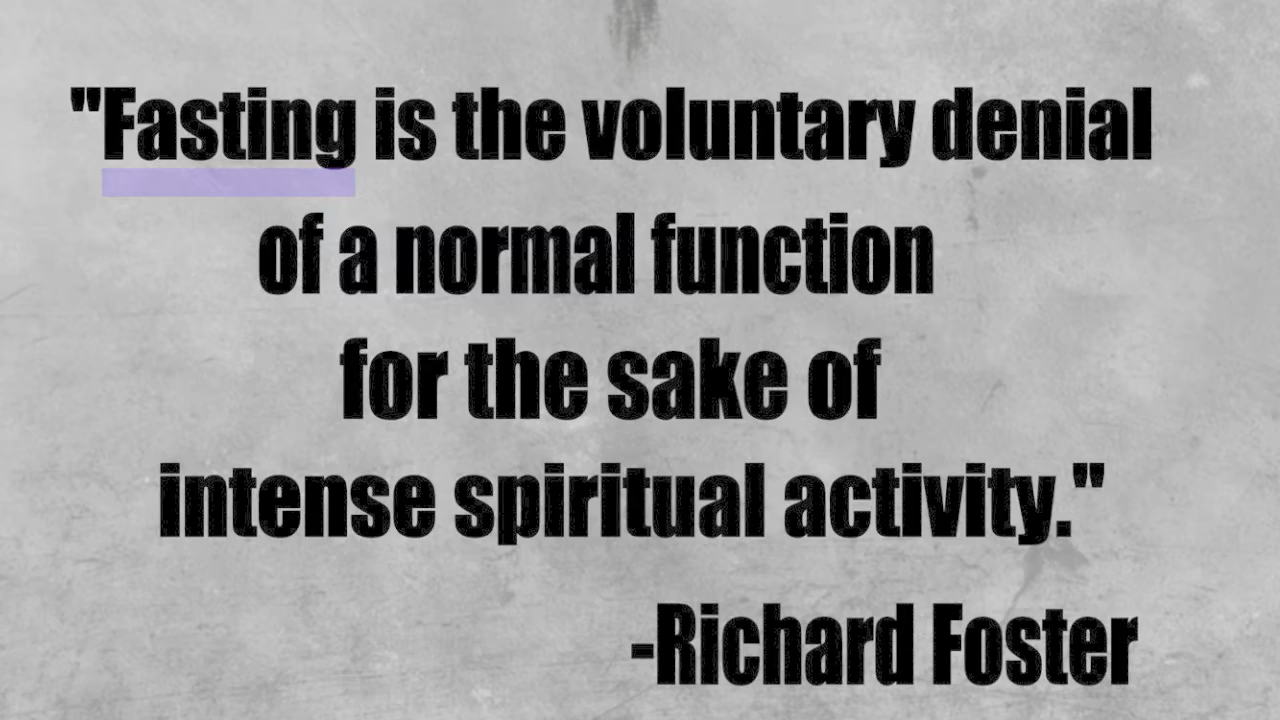 "Fasting is the voluntary denial
of a normal function
for the sake of
intense spiritual activity."
-Richard Foster